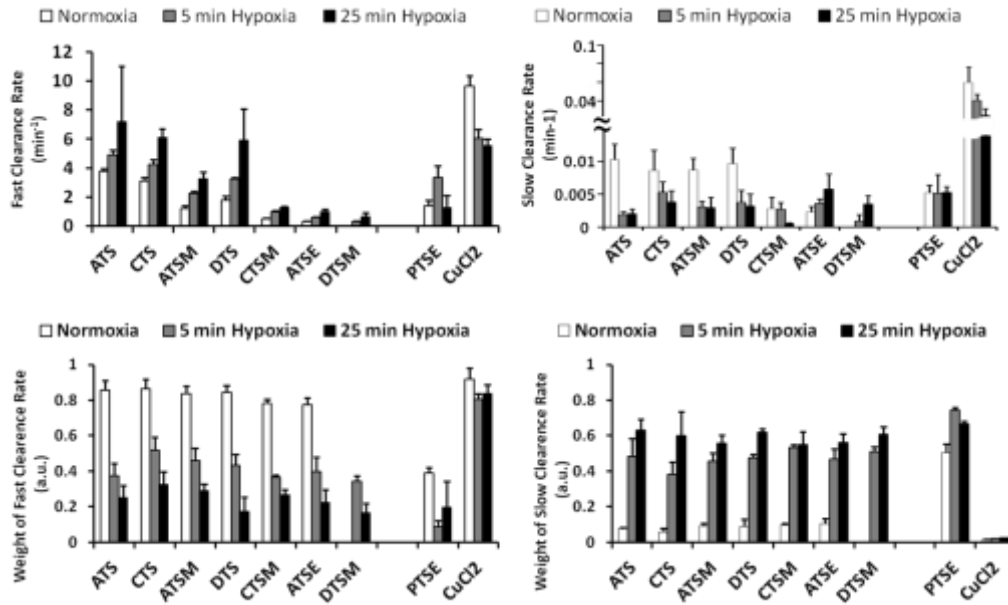 Normoxia 5 min Hypoxia 25 min Hypoxia
Fast Clearance Rate
(min-1)
12
10
8
6
4
2
0
ATS CTS ATSM DTS CTSM ATSE DTSM PTSE CuCl2
Normoxia 5 min Hypoxia 25 min Hypoxia
Slow Clearance Rate
(min-1)
0.1
0.04
0.01
0.005
0
ATS CTS ATSM DTS CTSM ATSE DTSM PTSE CuCl2
Normoxia 5 min Hypoxia 25 min Hypoxia
Weight of Fast Clearence Rate
(a.u.)
1
0.8
0.6
0.4
0.2
0
ATS CTS ATSM DTS CTSM ATSE DTSM PTSE CuCl2
Normoxia 5 min Hypoxia 25 min Hypoxia
Weight of Slow Clearence Rate
(a.u.)
1
0.8
0.6
0.4
0.2
0
ATS CTS ATSM DTS CTSM ATSE DTSM PTSE CuCl2